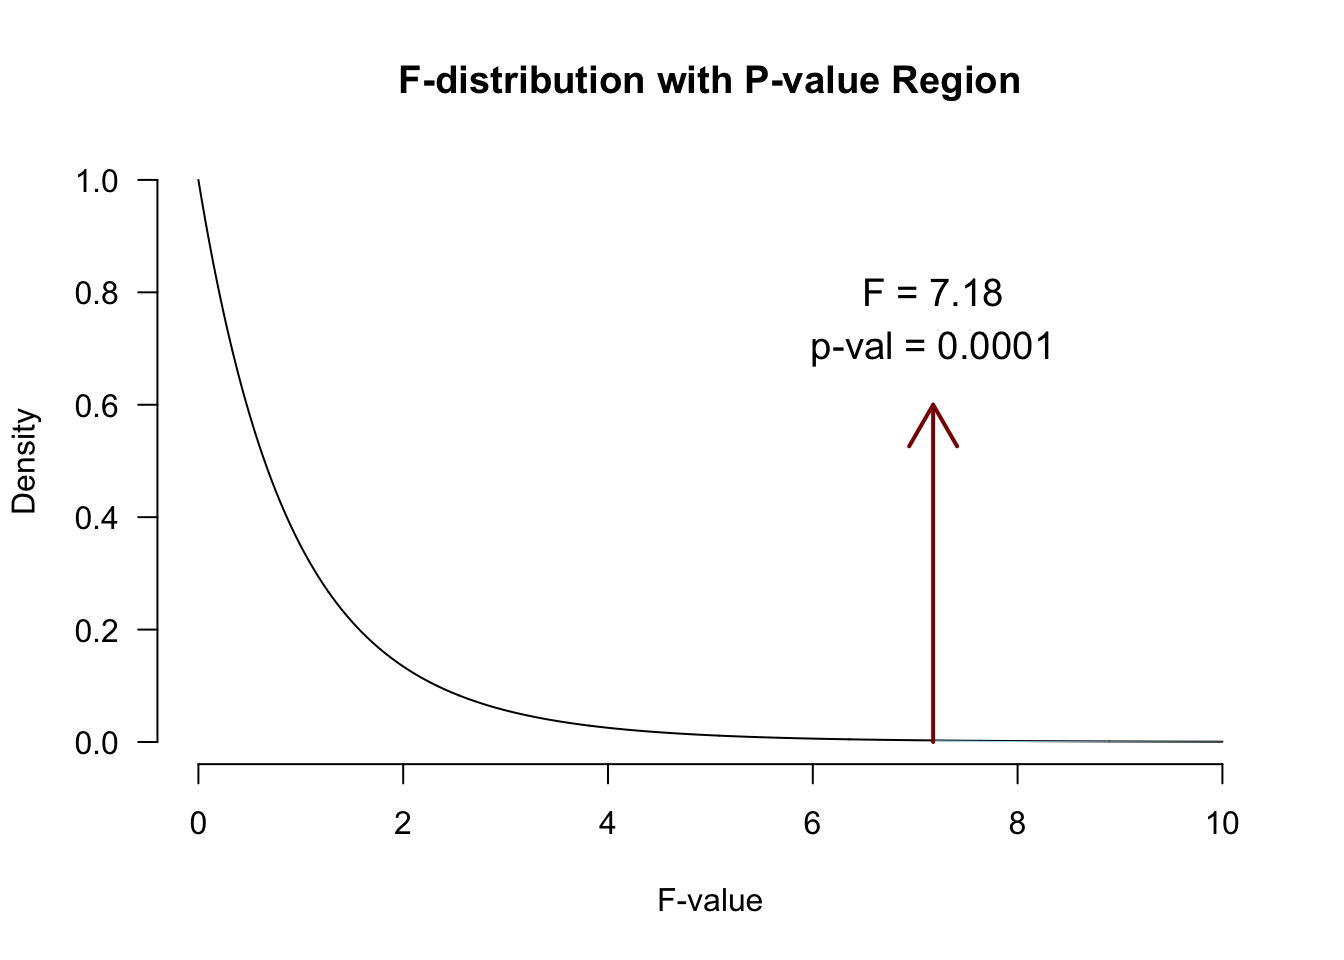 F-distribution with P-value Region
1.0
0.8
0.6
0.4
0.2
0.0
Density
F = 7.18
p-val = 0.0001
0 2 4 6 8 10
F-value